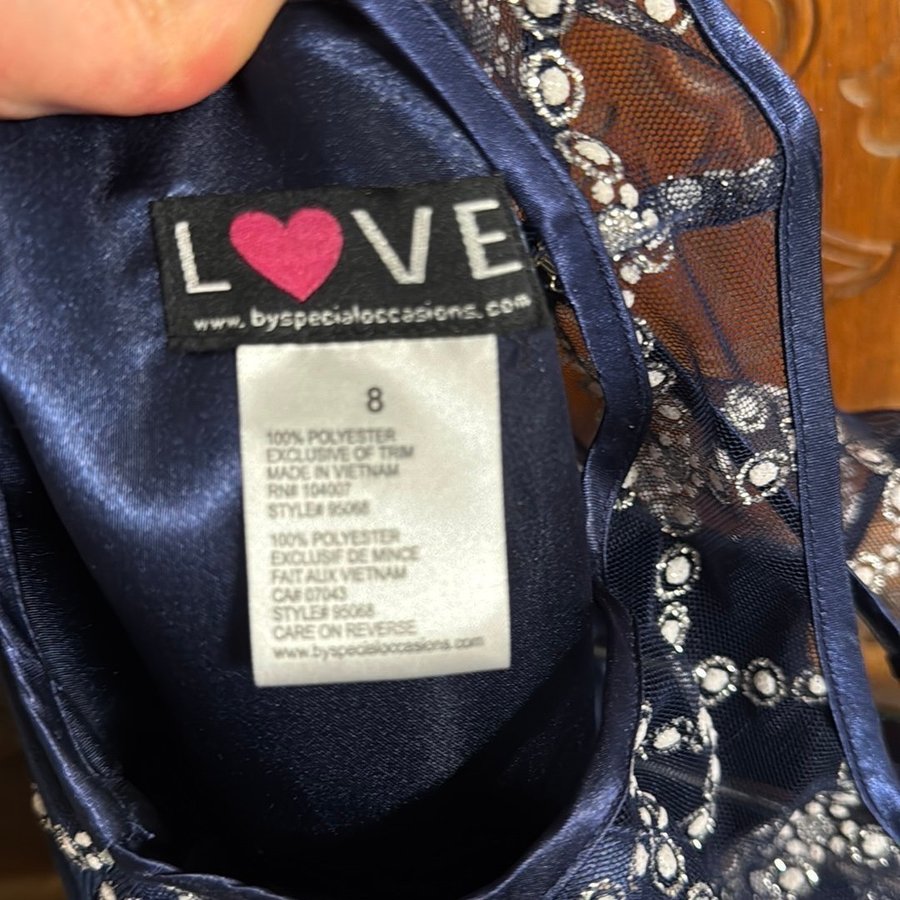 L♥VE
www.byspecialoccasions.com
8
100% POLYESTER
EXCLUSIVE OF TRIM
MADE IN VIETNAM
RN# 104007
STYLE# 95068
100% POLYESTER
EXCLUSIF DE MINCE
FAIT AUX VIETNAM
CA# 07043
STYLE# 95068
CARE ON REVERSE
www.byspecialoccasions.com